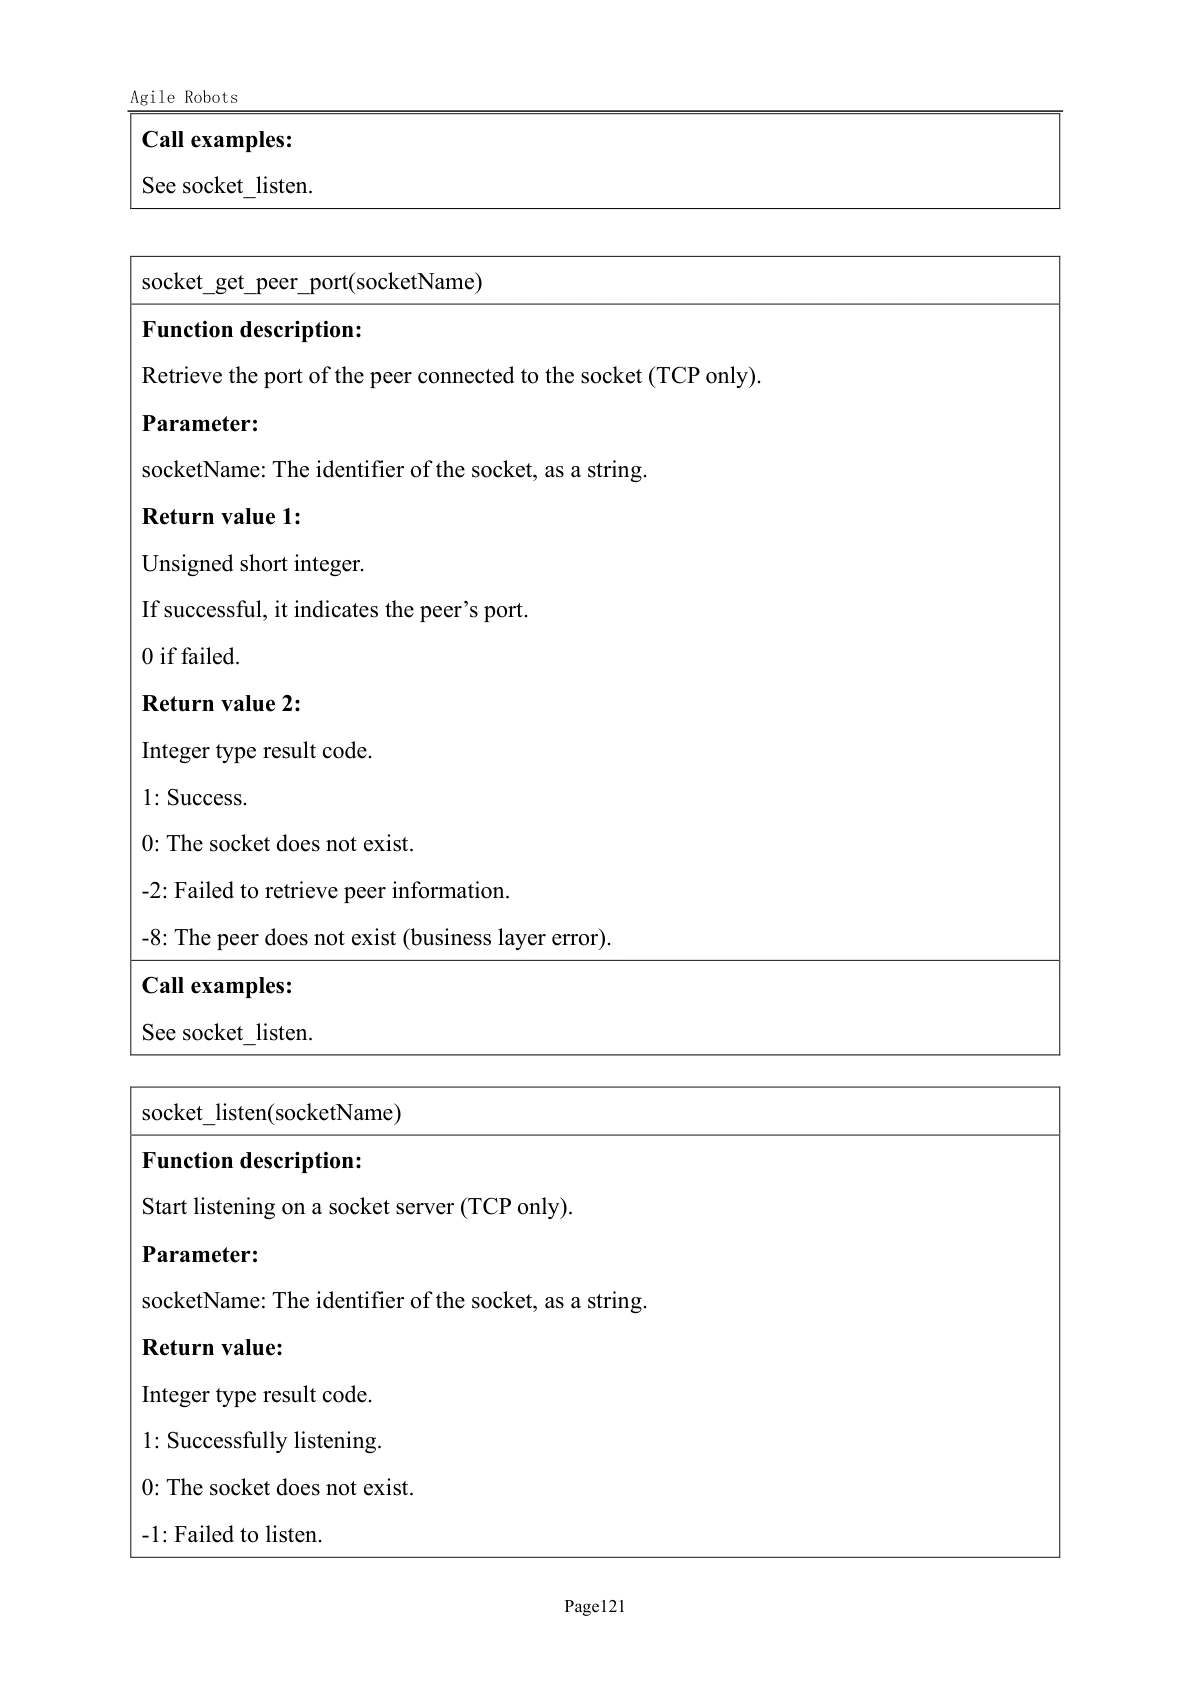 Agile Robots
Call examples:
See socket_listen.
socket_get_peer_port(socketName)
Function description:
Retrieve the port of the peer connected to the socket (TCP only).
Parameter:
socketName: The identifier of the socket, as a string.
Return value 1:
Unsigned short integer.
If successful, it indicates the peer’s port.
0 if failed.
Return value 2:
Integer type result code.
1: Success.
0: The socket does not exist.
-2: Failed to retrieve peer information.
-8: The peer does not exist (business layer error).
Call examples:
See socket_listen.
socket_listen(socketName)
Function description:
Start listening on a socket server (TCP only).
Parameter:
socketName: The identifier of the socket, as a string.
Return value:
Integer type result code.
1: Successfully listening.
0: The socket does not exist.
-1: Failed to listen.
Page121